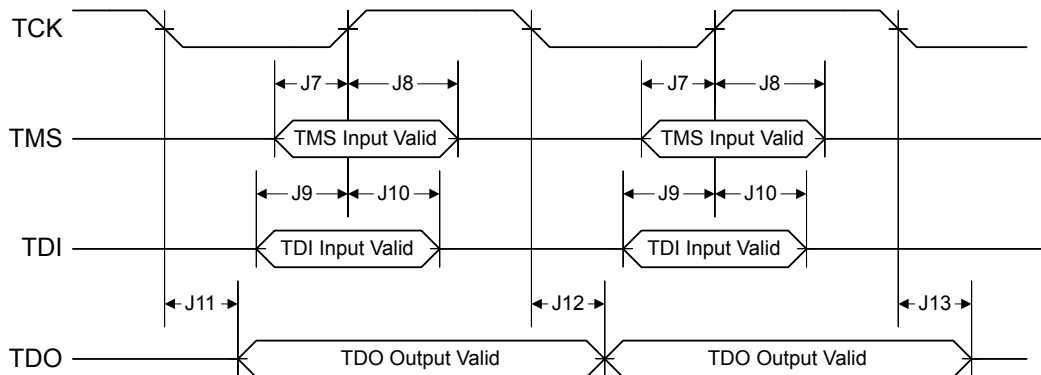 TCK
J7 J8 J7 J8
TMS TMS Input Valid TMS Input Valid
J9 J10 J9 J10
TDI TDI Input Valid TDI Input Valid
J11 J12 J13
TDO TDO Output Valid TDO Output Valid